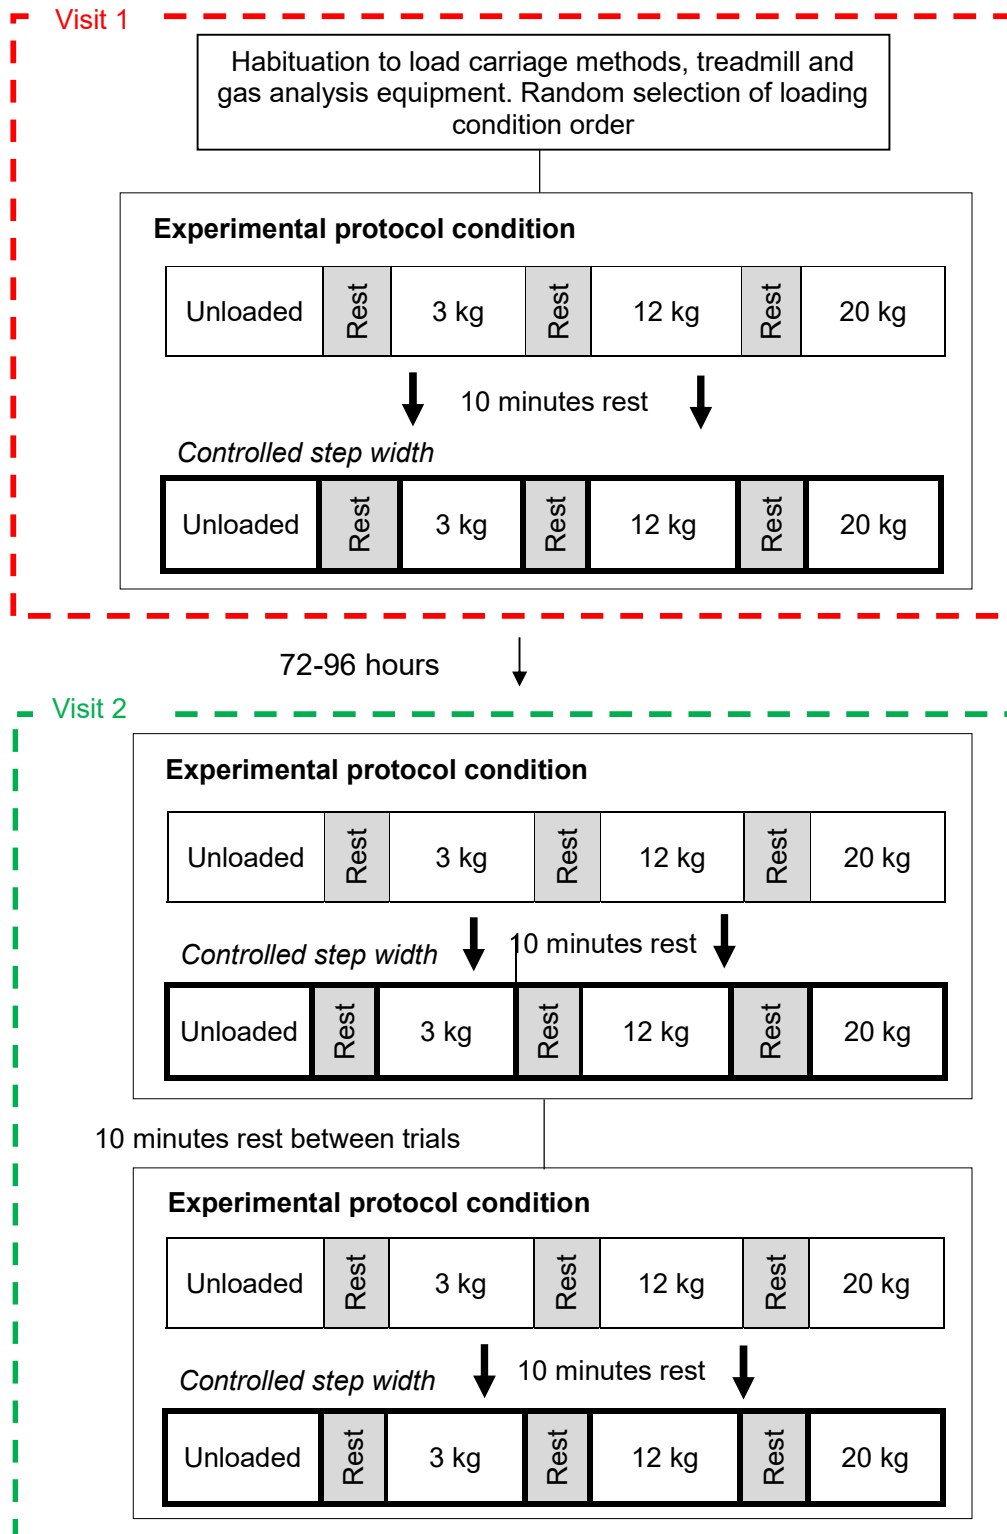 Visit 1
Habituation to load carriage methods, treadmill and
gas analysis equipment. Random selection of loading
condition order
Experimental protocol condition
Unloaded Rest 3 kg Rest 12 kg Rest 20 kg
10 minutes rest
Controlled step width
Unloaded Rest 3 kg Rest 12 kg Rest 20 kg
72-96 hours
Visit 2
Experimental protocol condition
Unloaded Rest 3 kg Rest 12 kg Rest 20 kg
10 minutes rest
Controlled step width
Unloaded Rest 3 kg Rest 12 kg Rest 20 kg
10 minutes rest between trials
Experimental protocol condition
Unloaded Rest 3 kg Rest 12 kg Rest 20 kg
10 minutes rest
Controlled step width
Unloaded Rest 3 kg Rest 12 kg Rest 20 kg